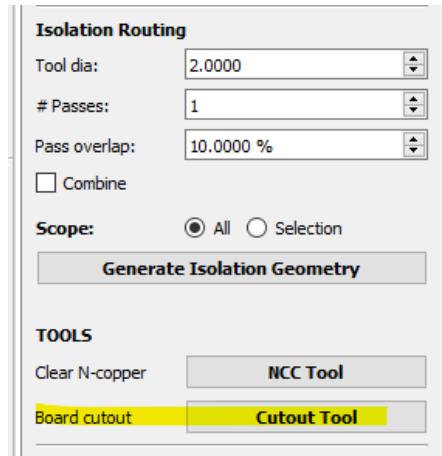 Isolation Routing
Tool dia: 2.0000
# Passes: 1
Pass overlap: 10.0000 %
Combine
Scope: All Selection
Generate Isolation Geometry
TOOLS
Clear N-copper NCC Tool
Board cutout Cutout Tool